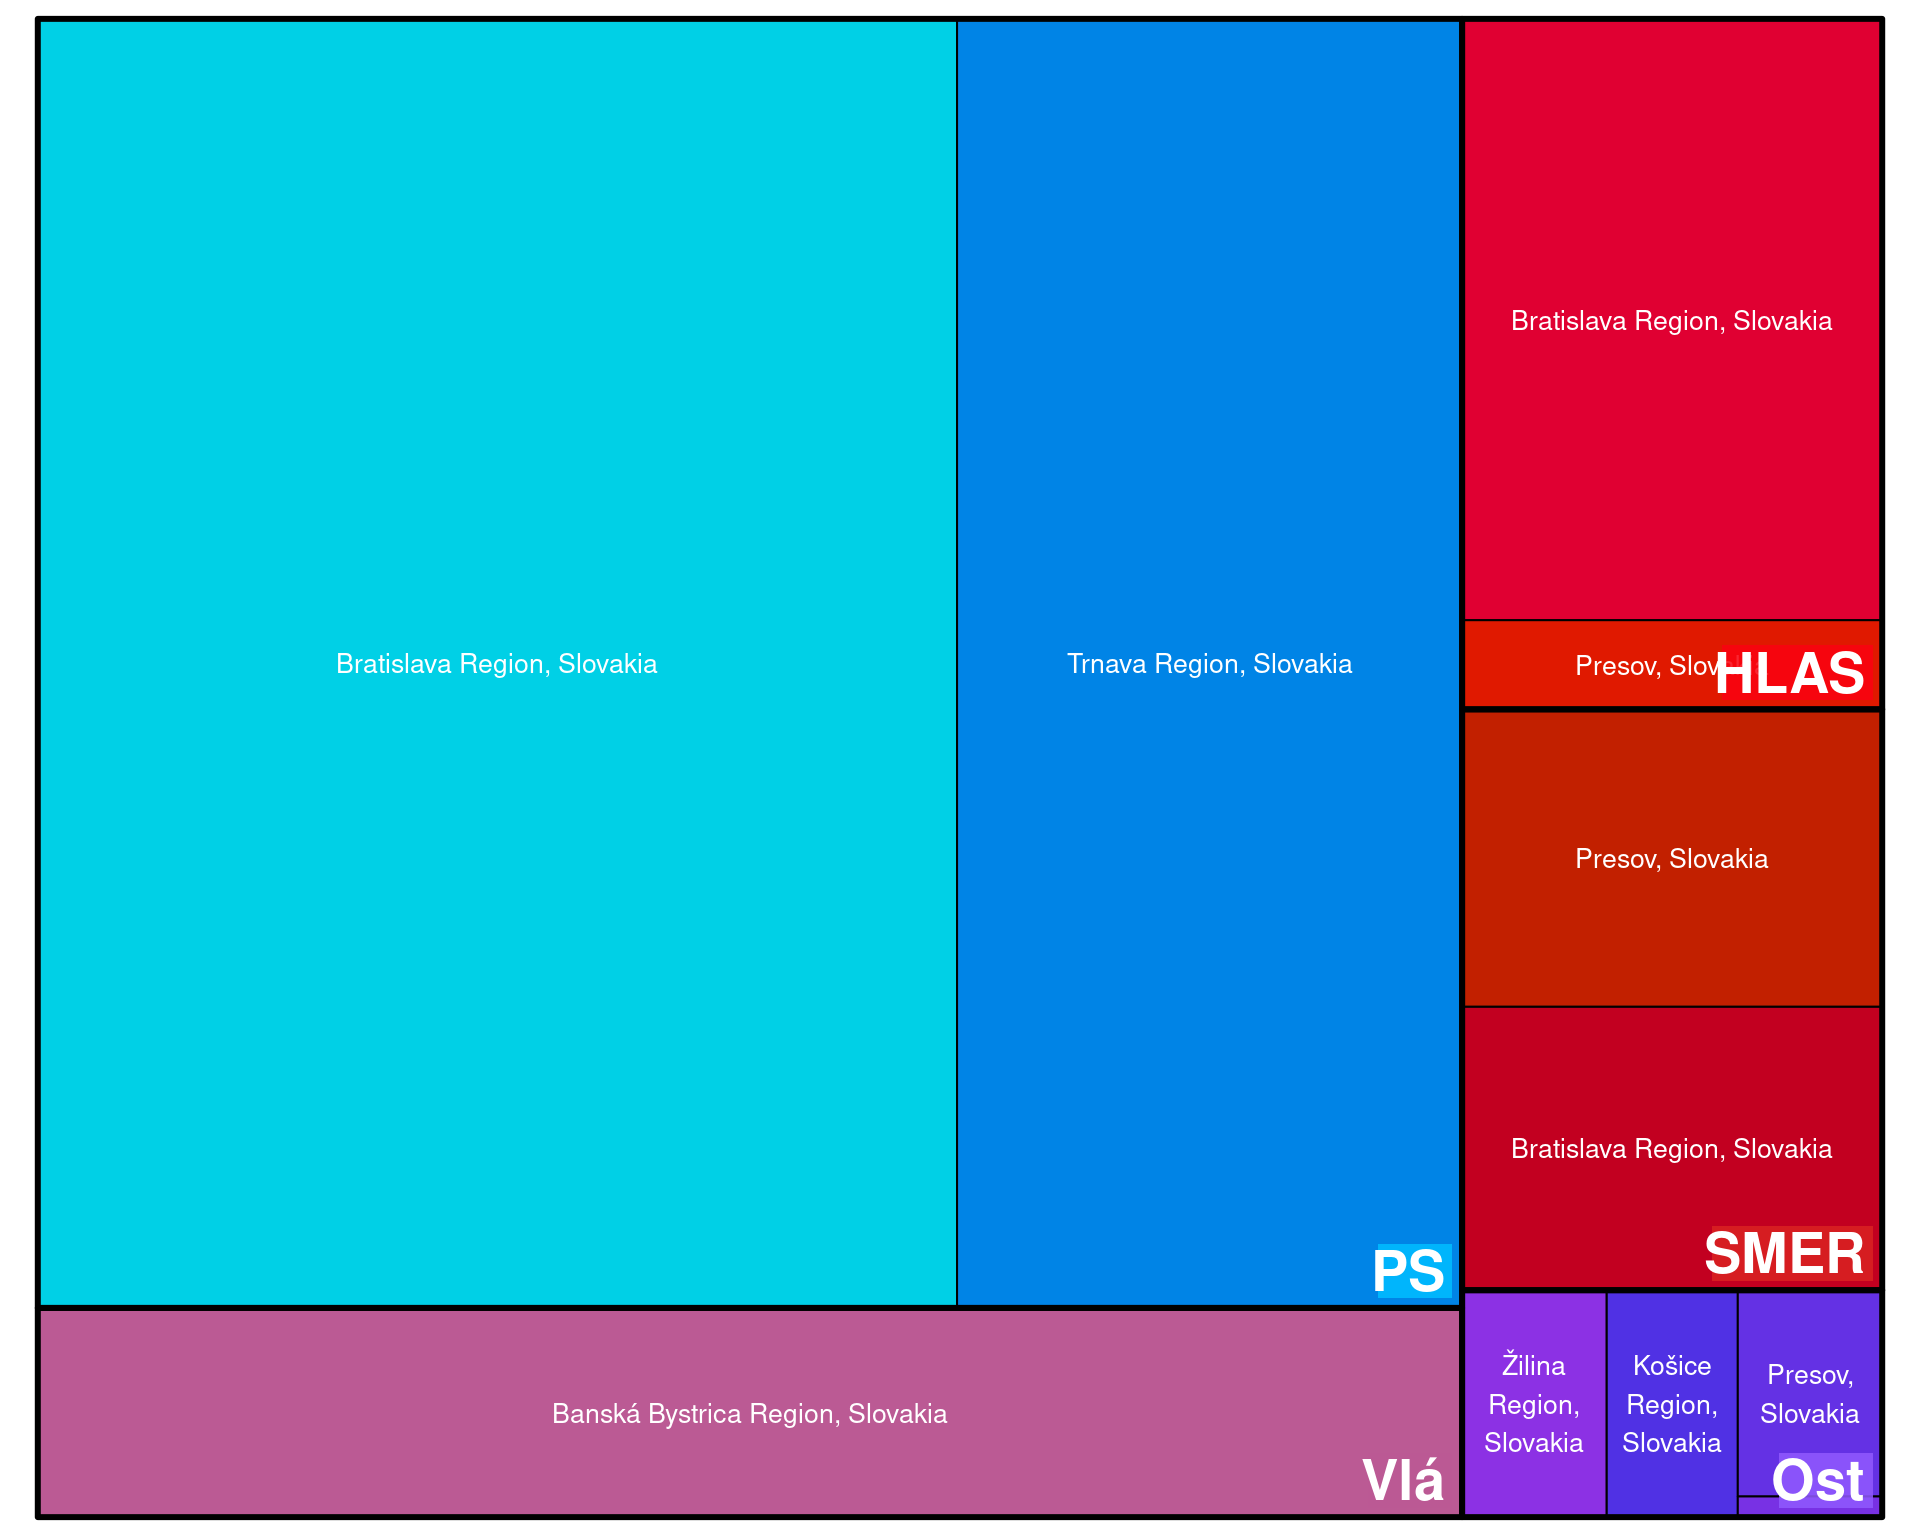 Bratislava Region, Slovakia
Trnava Region, Slovakia
PS
Banská Bystrica Region, Slovakia
Vlá
Bratislava Region, Slovakia
Presov, Slov
HLAS
Presov, Slovakia
Bratislava Region, Slovakia
SMER
Žilina
Region,
Slovakia
Košice
Region,
Slovakia
Presov,
Slovakia
Ost